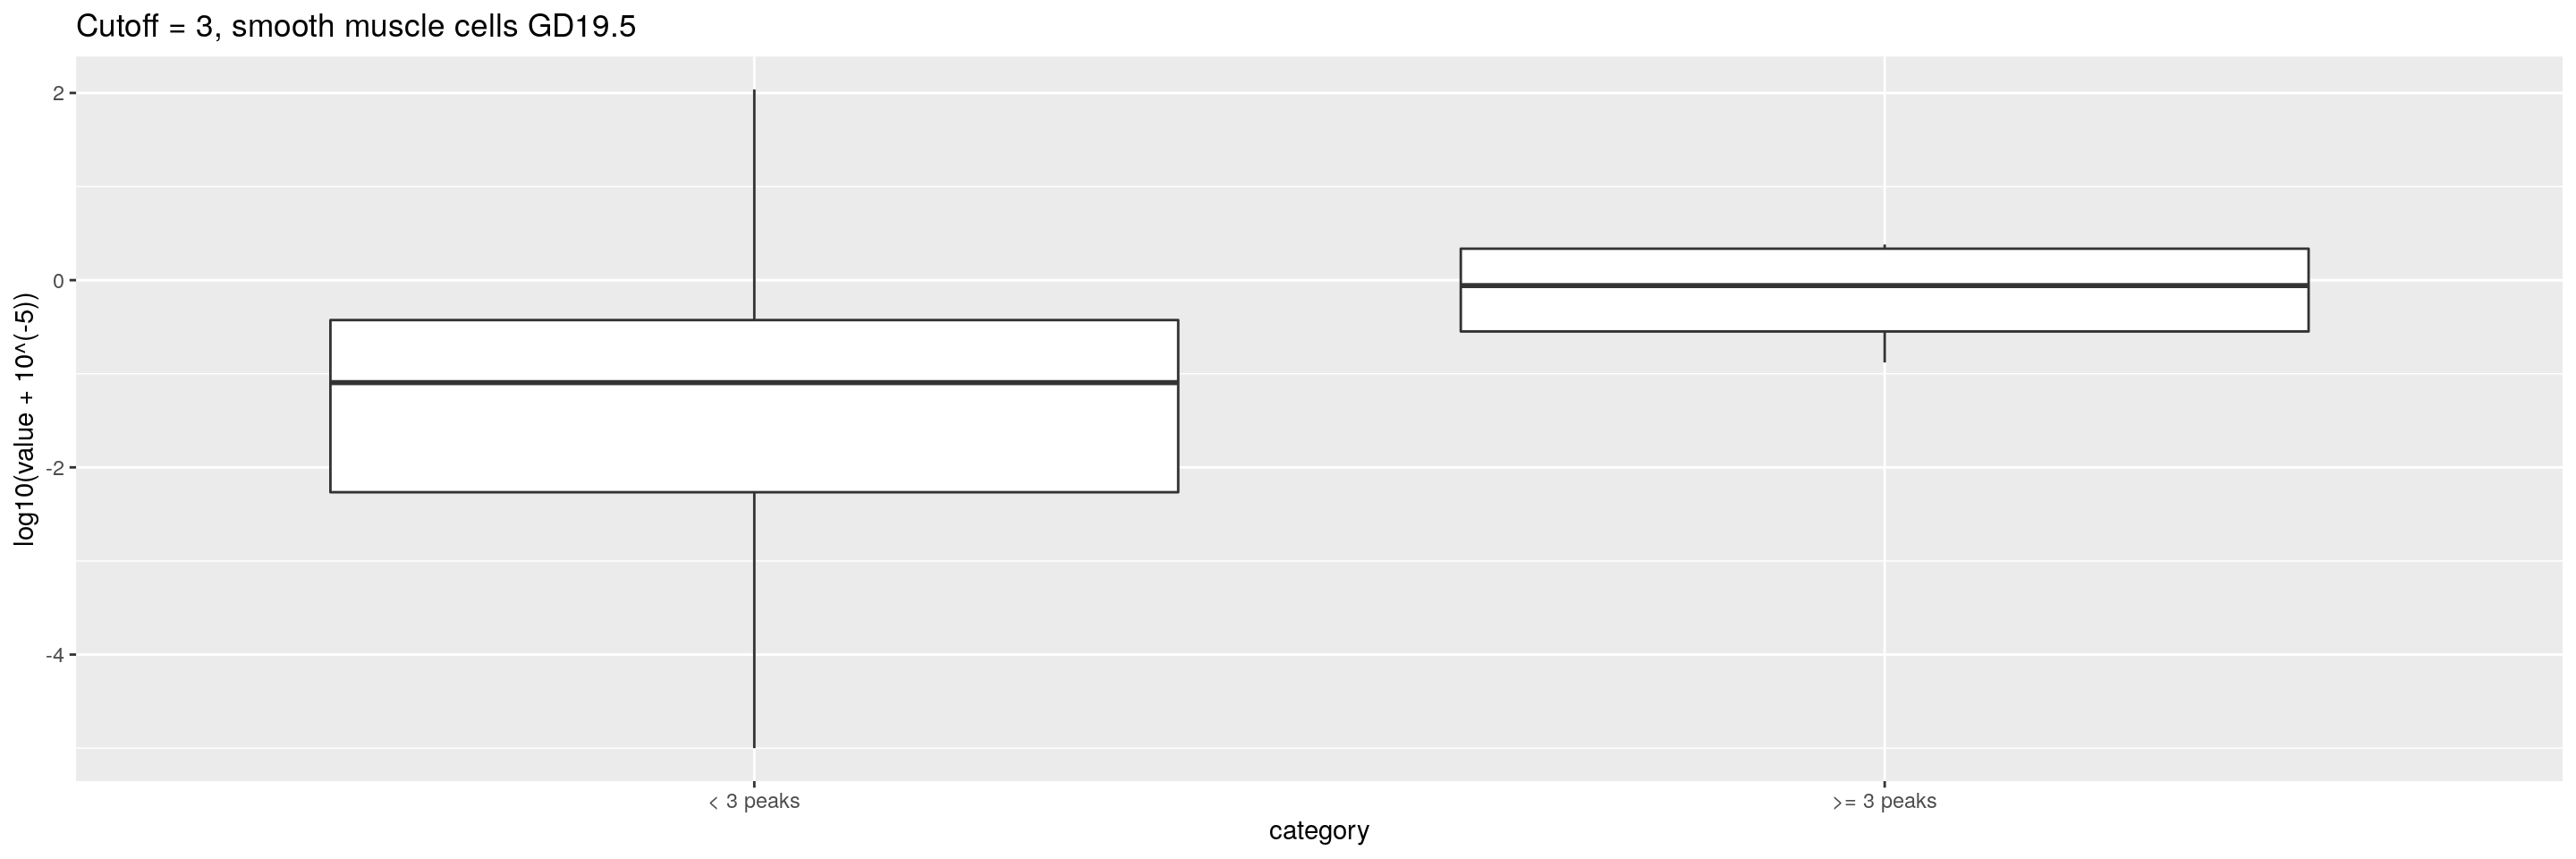 Cutoff = 3, smooth muscle cells GD19.5
2
0
-2
-4
log10(value + 10^(-5))
< 3 peaks
>= 3 peaks
category